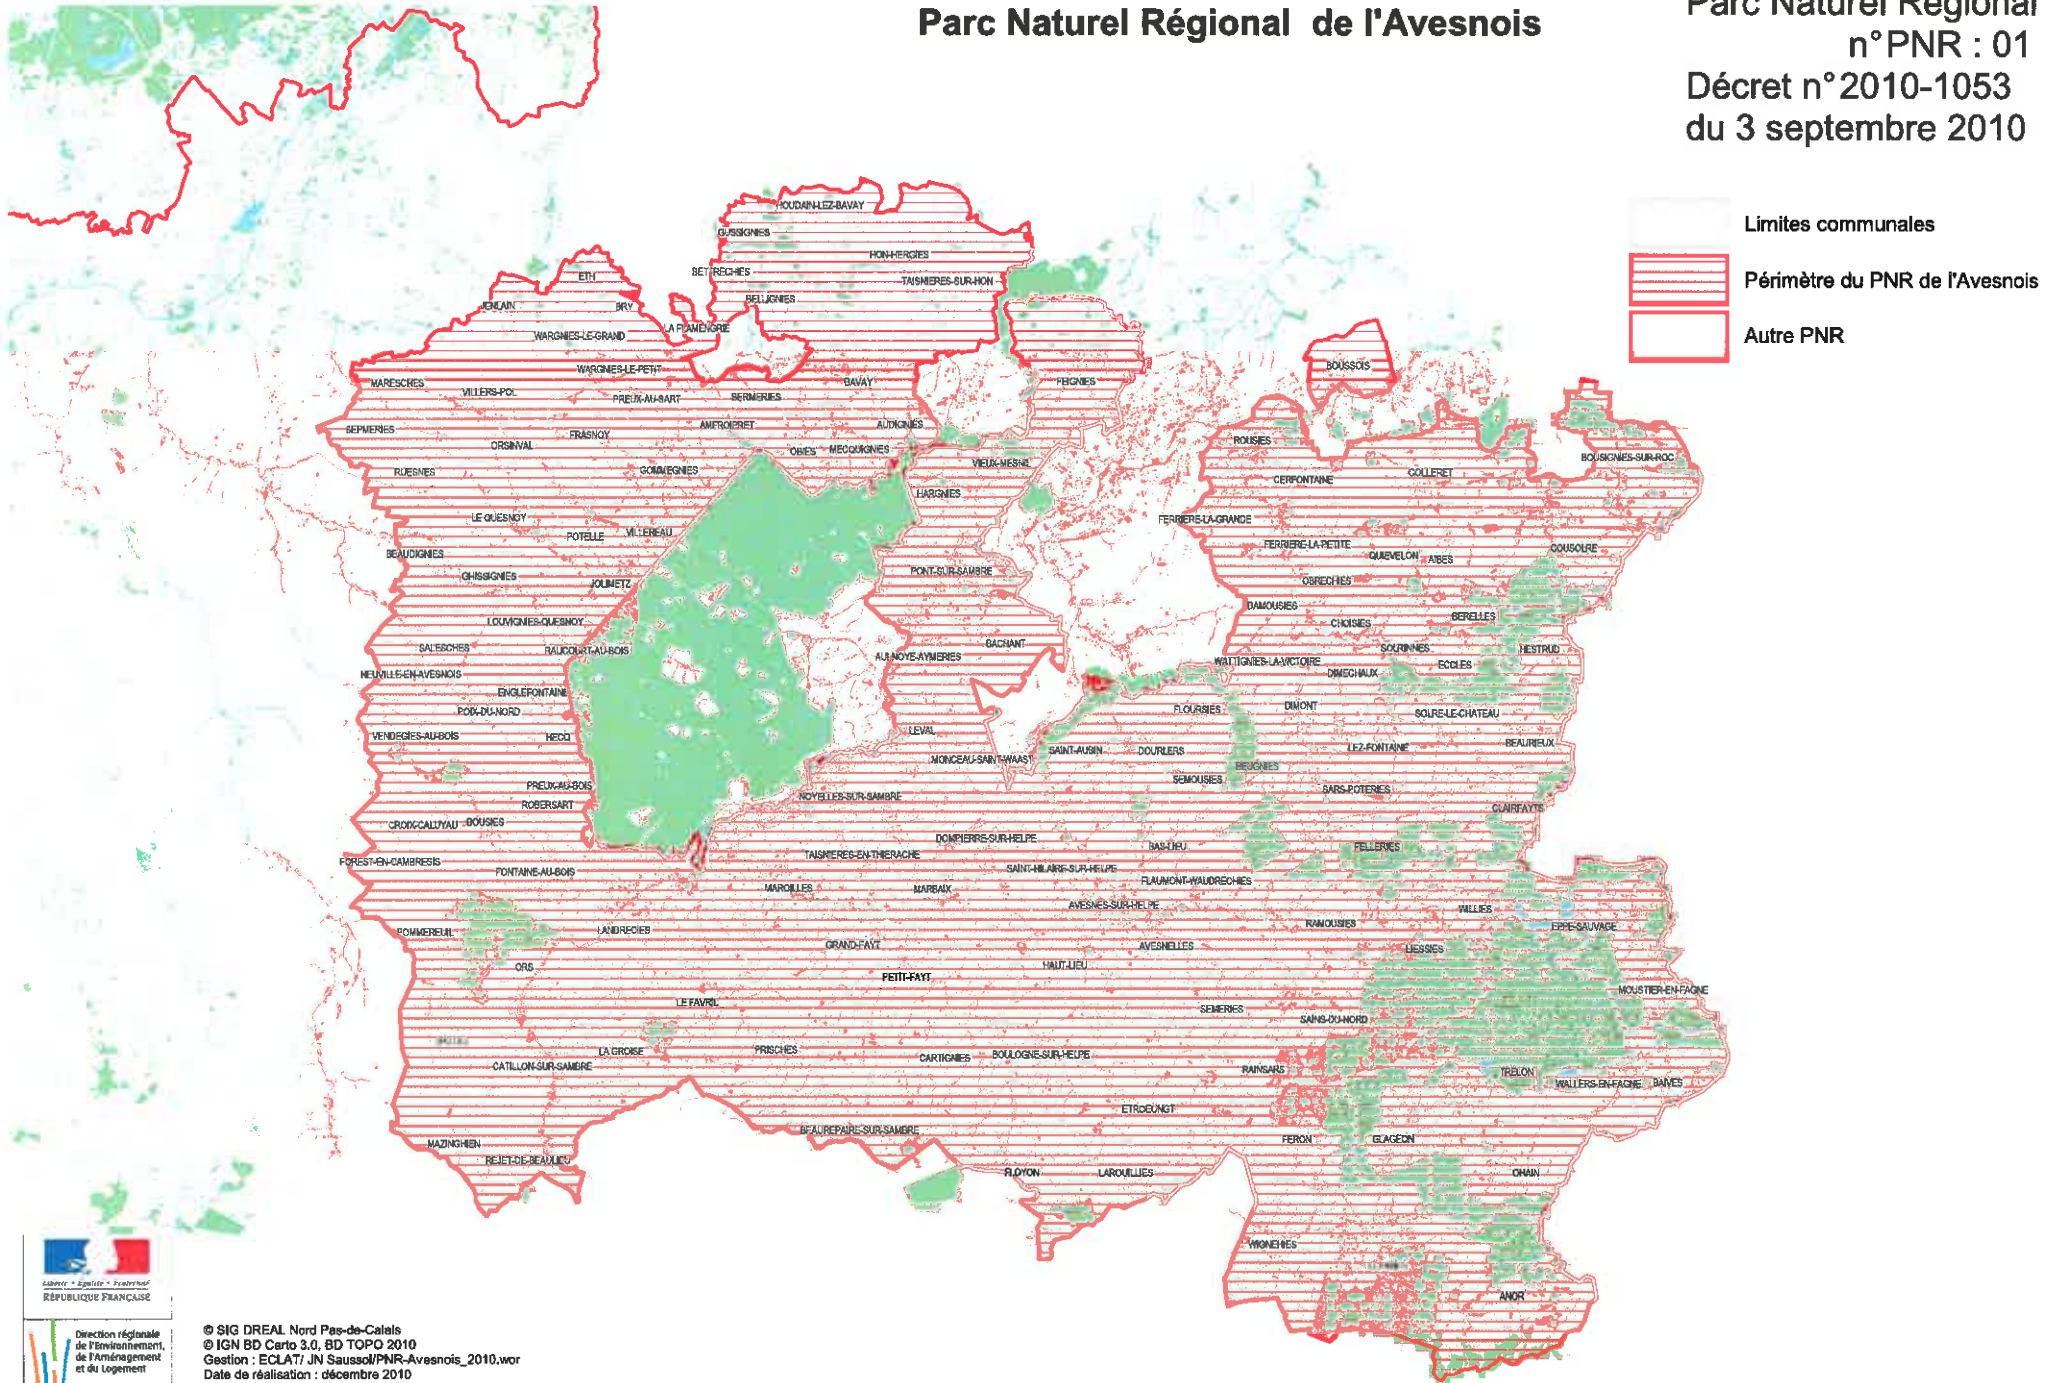 Parc Naturel Régional de l'Avesnois
Parc Naturel Régional
n° PNR : 01
Décret n° 2010-1053
du 3 septembre 2010
Limites communales
Périmètre du PNR de l'Avesnois
Autre PNR
HOUDAIN-LEZ-BAVAY
GUSSIGNIES
HON-HERGIES
BETTRECHIES
TAISNIERES-SUR-HON
ETH
BELLIGNIES
JENLAIN
BRY
LA FLAMENGRIE
WARGNIES-LE-GRAND
WARGNIES-LE-PETIT
BOUSSOIS
MARESCHES
BAVAY
FEIGNIES
VILLERS-POL
PREUX-AU-SART
BERMERIES
SEPMERIES
AMFROIPRET
AUDIGNIES
FRASNOY
ORSINVAL
ROUSIES
OBIES
MECQUIGNIES
BOUSIGNIES-SUR-ROC
RUESNES
GOMMEGNIES
VIEUX-MESNIL
COLLERET
CERFONTAINE
HARGNIES
LE QUESNOY
FERRIERE-LA-GRANDE
POTELLE
VILLEREAU
FERRIERE-LA-PETITE
COUSOLRE
BEAUDIGNIES
QUIEVELON
AIBES
GHISSIGNIES
JOLIMETZ
PONT-SUR-SAMBRE
OBRECHIES
DAMOUSIES
LOUVIGNIES-QUESNOY
CHOISIES
BERELLES
SALESCHES
RAUCOURT-AU-BOIS
BACHANT
SOLRINNES
HESTRUD
AULNOYE-AYMERIES
WATTIGNIES-LA-VICTOIRE
ECCLES
NEUVILLE-EN-AVESNOIS
DIMECHAUX
ENGLEFONTAINE
POIX-DU-NORD
FLOURSIES
DIMONT
SOLRE-LE-CHATEAU
VENDEGIES-AU-BOIS
HECQ
LEVAL
SAINT-AUBIN
DOURLERS
LEZ-FONTAINE
BEAURIEUX
MONCEAU-SAINT-WAAST
BEUGNIES
SEMOUSIES
PREUX-AU-BOIS
NOYELLES-SUR-SAMBRE
SARS-POTERIES
ROBERSART
CLAIRFAYTS
CROIX-CALUYAU
BOUSIES
DOMPIERRE-SUR-HELPE
BAS-LIEU
FELLERIES
FOREST-EN-CAMBRESIS
TAISNIERES-EN-THIERACHE
FONTAINE-AU-BOIS
SAINT-HILAIRE-SUR-HELPE
MAROILLES
MARBAIX
FLAUMONT-WAUDRECHIES
AVESNES-SUR-HELPE
WILLIES
POMMEREUIL
LANDRECIES
RAMOUSIES
EPPE-SAUVAGE
GRAND-FAYT
AVESNELLES
LIESSIES
ORS
HAUT-LIEU
PETIT-FAYT
MOUSTIER-EN-FAGNE
LE FAVRIL
SEMERIES
SAINS-DU-NORD
LA GROISE
PRISCHES
CARTIGNIES
BOULOGNE-SUR-HELPE
CATILLON-SUR-SAMBRE
RAINSARS
TRELON
WALLERS-EN-FAGNE
BAIVES
ETROEUNGT
BEAUREPAIRE-SUR-SAMBRE
MAZINGHIEN
FERON
GLAGEON
REJET-DE-BEAULIEU
FLOYON
LAROUILLIES
OHAIN
WIGNEHIES
ANOR
Liberté • Égalité • Fraternité
RÉPUBLIQUE FRANÇAISE
Direction régionale
de l'Environnement,
de l'Aménagement
et du Logement
© SIG DREAL Nord Pas-de-Calais
© IGN BD Carto 3.0, BD TOPO 2010
Gestion : ECLAT/ JN Saussol/PNR-Avesnois_2010.wor
Date de réalisation : décembre 2010